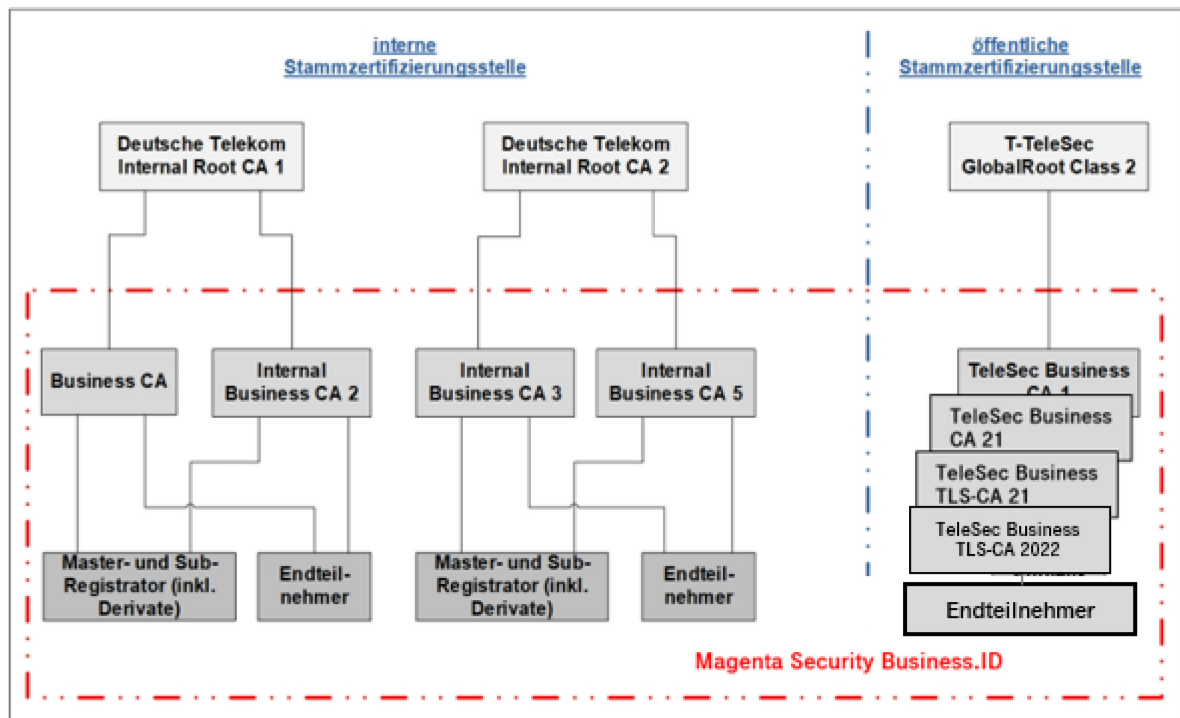 interne
Stammzertifizierungsstelle
öffentliche
Stammzertifizierungsstelle
Deutsche Telekom
Internal Root CA 1
Deutsche Telekom
Internal Root CA 2
T-TeleSec
GlobalRoot Class 2
Business CA
Internal
Business CA 2
Internal
Business CA 3
Internal
Business CA 5
TeleSec Business
CA 1
TeleSec Business
CA 21
TeleSec Business
TLS-CA 21
TeleSec Business
TLS-CA 2022
Master- und Sub-
Registrator (inkl.
Derivate)
Endteil-
nehmer
Master- und Sub-
Registrator (inkl.
Derivate)
Endteil-
nehmer
Endteilnehmer
Magenta Security Business.ID